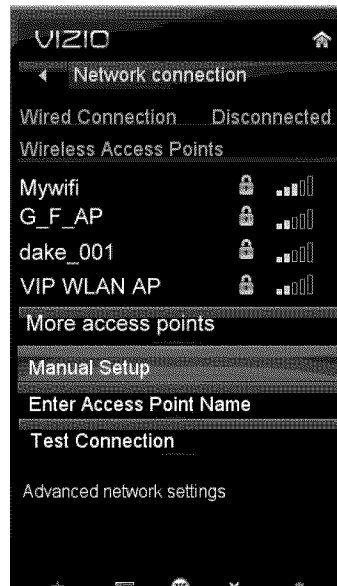 VIZIO
Network connection
Wired Connection Disconnected
Wireless Access Points
Mywifi
G_F_AP
dake_001
VIP WLAN AP
More access points
Manual Setup
Enter Access Point Name
Test Connection
Advanced network settings